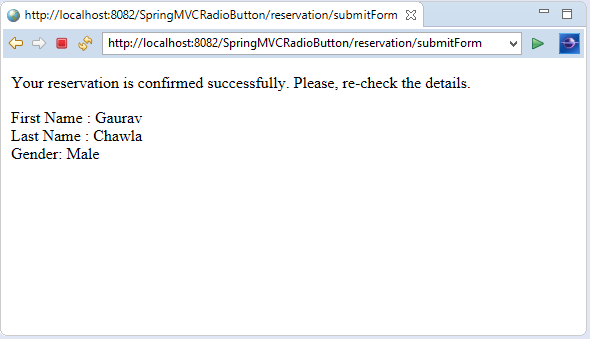 http://localhost:8082/SpringMVCRadioButton/reservation/submitForm
http://localhost:8082/SpringMVCRadioButton/reservation/submitForm
Your reservation is confirmed successfully. Please, re-check the details.
First Name : Gaurav
Last Name : Chawla
Gender: Male